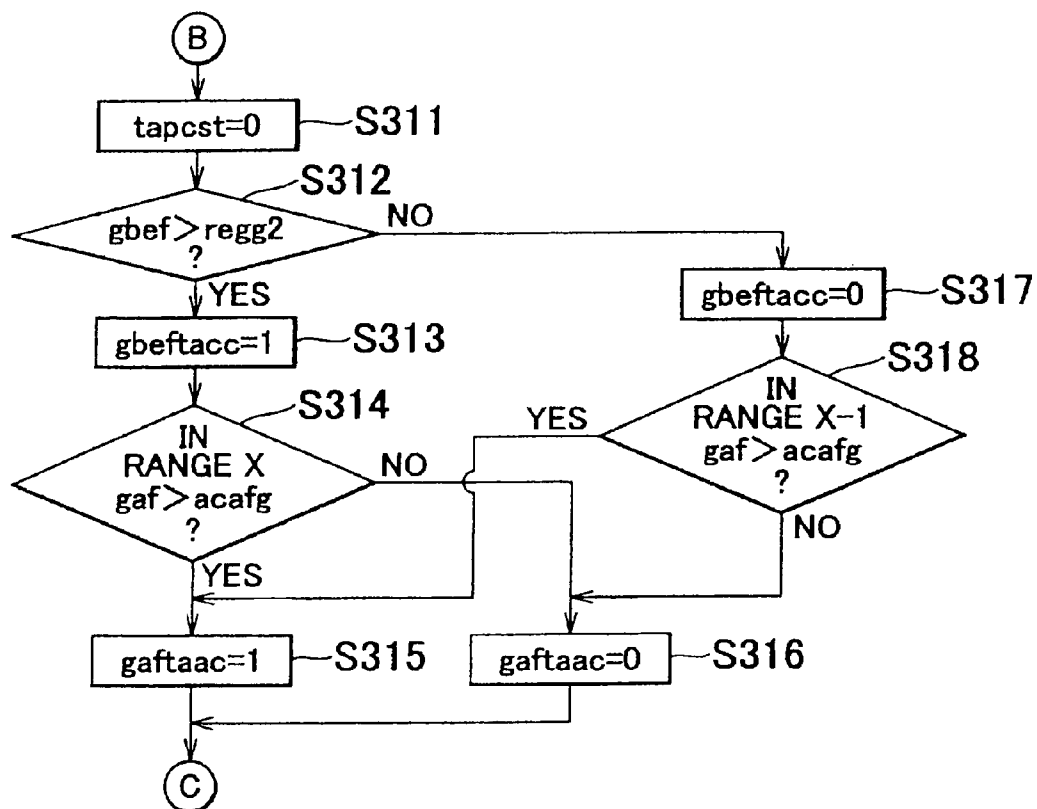 B
tapcst=0
S311
S312
gbef>regg2
?
NO
YES
gbeftacc=1
S313
gbeftacc=0
S317
S318
IN
RANGE X-1
gaf>acafg
?
YES
NO
S314
IN
RANGE X
gaf>acafg
?
NO
YES
gaftaac=1
S315
gaftaac=0
S316
C